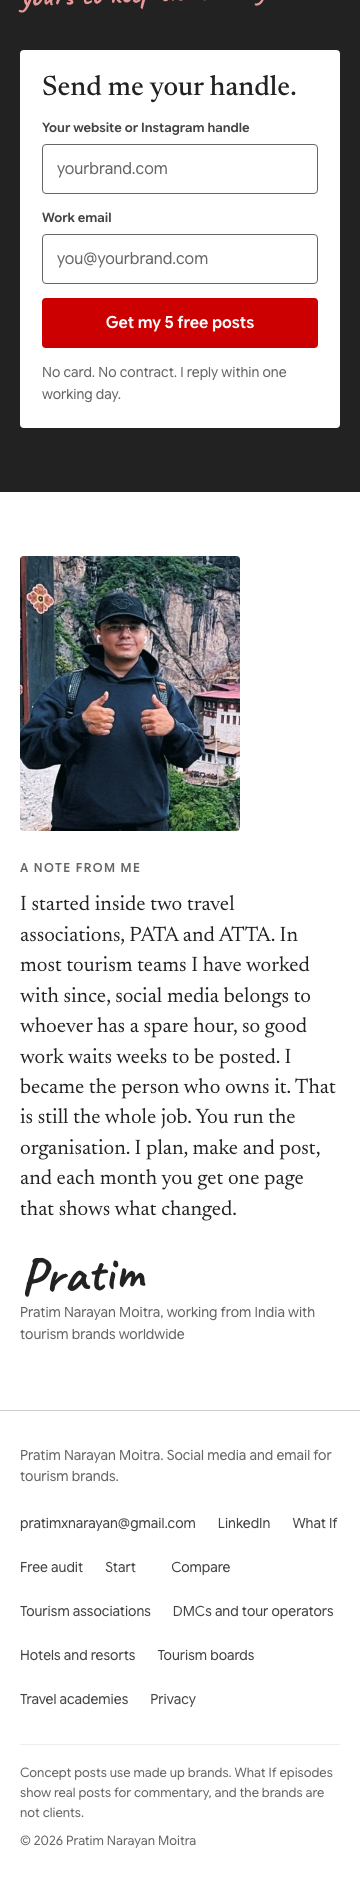 yours to keep
Send me your handle.
Your website or Instagram handle
yourbrand.com
Work email
you@yourbrand.com
Get my 5 free posts
No card. No contract. I reply within one
working day.
A NOTE FROM ME
I started inside two travel
associations, PATA and ATTA. In
most tourism teams I have worked
with since, social media belongs to
whoever has a spare hour, so good
work waits weeks to be posted. I
became the person who owns it. That
is still the whole job. You run the
organisation. I plan, make and post,
and each month you get one page
that shows what changed.
Pratim
Pratim Narayan Moitra, working from India with
tourism brands worldwide
Pratim Narayan Moitra. Social media and email for
tourism brands.
pratimxnarayan@gmail.com LinkedIn What If
Free audit Start Compare
Tourism associations DMCs and tour operators
Hotels and resorts Tourism boards
Travel academies Privacy
Concept posts use made up brands. What If episodes
show real posts for commentary, and the brands are
not clients.
© 2026 Pratim Narayan Moitra